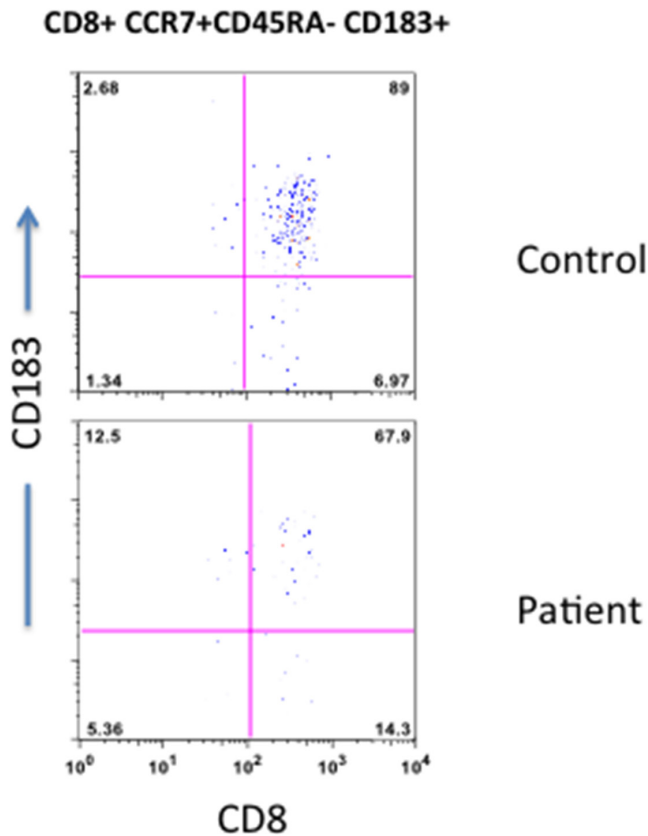 CD8+ CCR7+CD45RA- CD183+
2.68 89
Control
1.34 6.97
CD183
12.5 67.9
Patient
5.36 14.3
10⁰ 10¹ 10² 10³ 10⁴
CD8